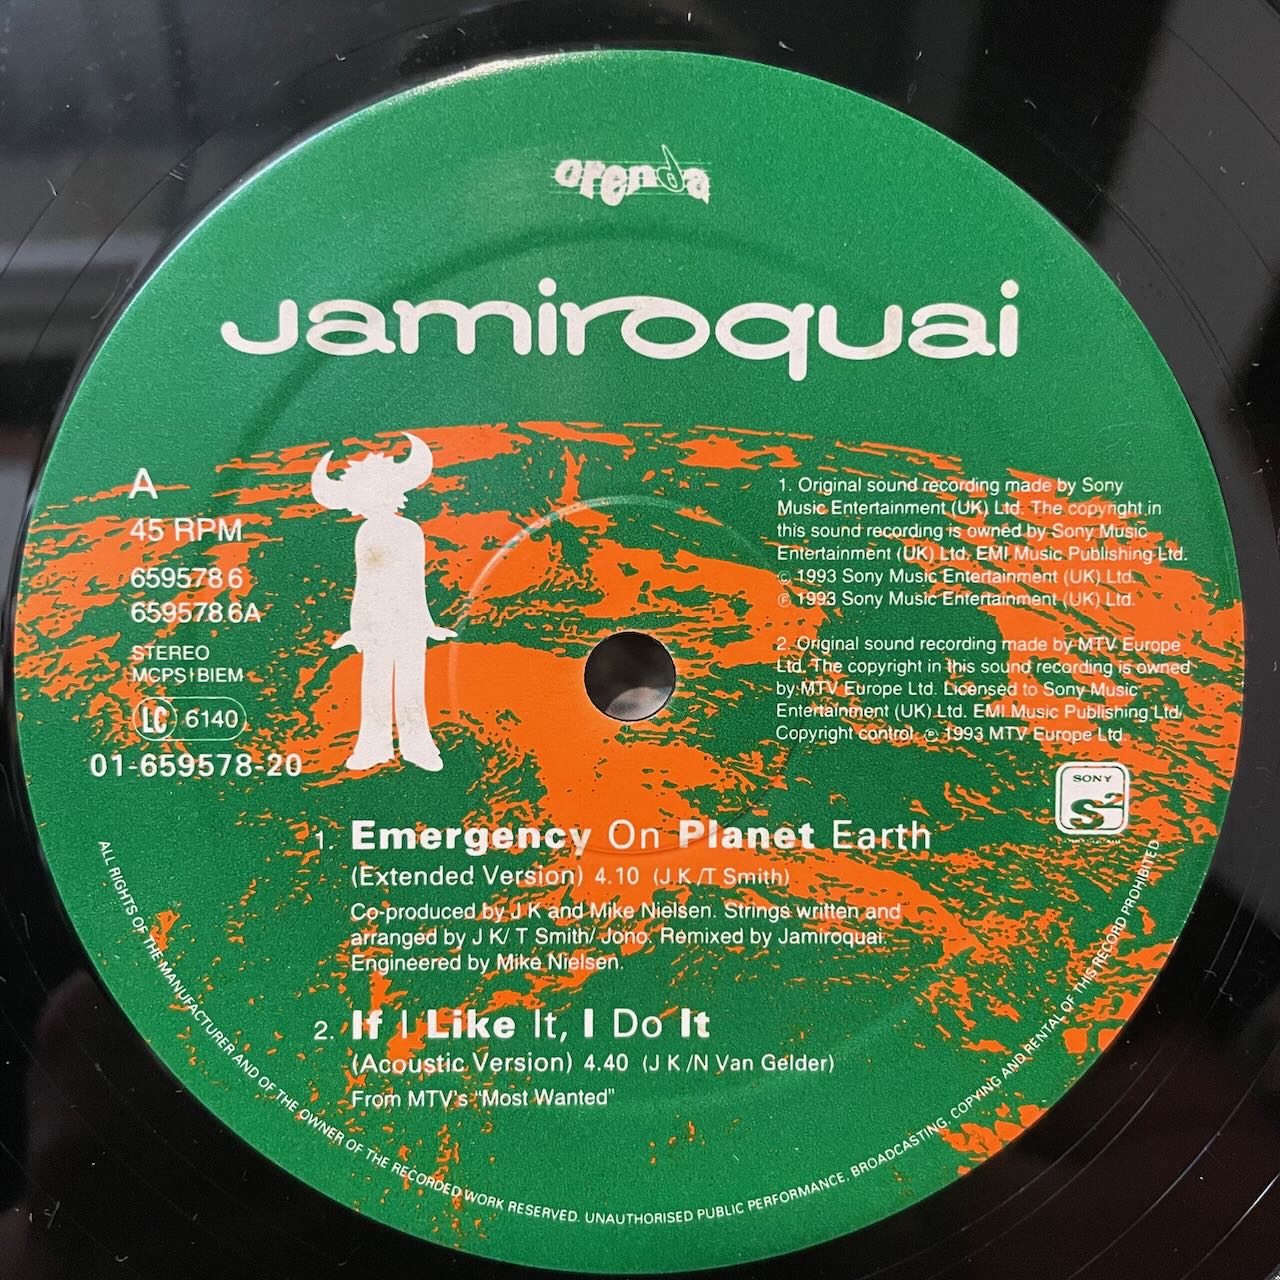 orenda
Jamiroquai
A
45 RPM
659578 6
659578 6A
STEREO
MCPS BIEM
LC 6140
01-659578-20
1. Original sound recording made by Sony
Music Entertainment (UK) Ltd. The copyright in
this sound recording is owned by Sony Music
Entertainment (UK) Ltd. EMI Music Publishing Ltd.
© 1993 Sony Music Entertainment (UK) Ltd.
℗ 1993 Sony Music Entertainment (UK) Ltd.
2. Original sound recording made by MTV Europe
Ltd. The copyright in this sound recording is owned
by MTV Europe Ltd. Licensed to Sony Music
Entertainment (UK) Ltd. EMI Music Publishing Ltd/
Copyright control. ℗ 1993 MTV Europe Ltd.
SONY
S2
1. Emergency On Planet Earth
(Extended Version) 4.10 (J K /T Smith)
Co-produced by J K and Mike Nielsen. Strings written and
arranged by J K/ T Smith/ Jono. Remixed by Jamiroquai.
Engineered by Mike Nielsen.
2. If I Like It, I Do It
(Acoustic Version) 4.40 (J K /N Van Gelder)
From MTV's "Most Wanted"
ALL RIGHTS OF THE MANUFACTURER AND OF THE OWNER OF THE RECORDED WORK RESERVED. UNAUTHORISED PUBLIC PERFORMANCE, BROADCASTING, COPYING AND RENTAL OF THIS RECORD PROHIBITED